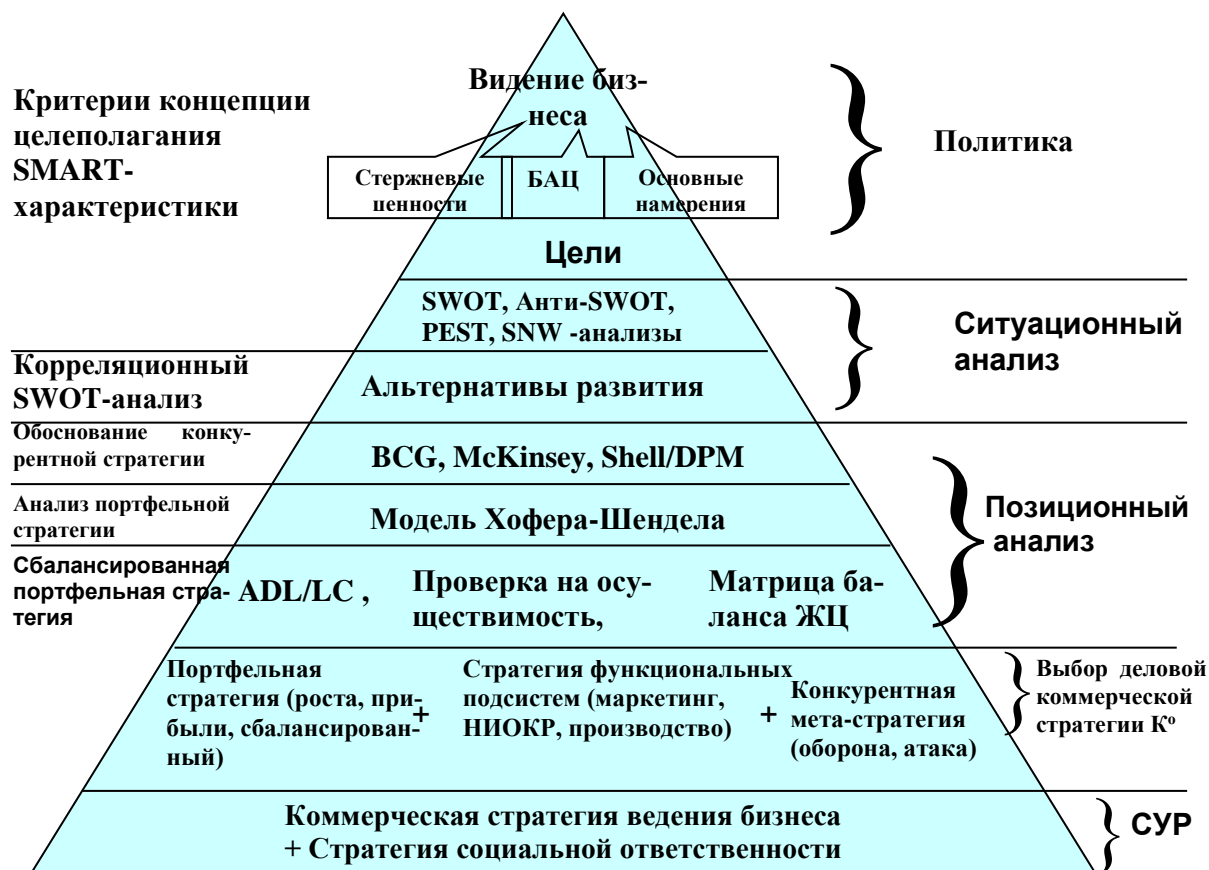 Видение биз-
неса
Критерии концепции
целеполагания
SMART-
характеристики
Политика
Стержневые
ценности
БАЦ
Основные
намерения
Цели
SWOT, Анти-SWOT,
PEST, SNW -анализы
Ситуационный
анализ
Корреляционный
SWOT-анализ
Альтернативы развития
Обоснование конку-
рентной стратегии
BCG, McKinsey, Shell/DPM
Анализ портфельной
стратегии
Модель Хофера-Шендела
Позиционный
анализ
Сбалансированная
портфельная стра-
тегия
ADL/LC ,
Проверка на осу-
ществимость,
Матрица ба-
ланса ЖЦ
Портфельная
стратегия (роста, при-
были, сбалансирован-
ный)
+
Стратегия функциональных
подсистем (маркетинг,
НИОКР, производство)
+
Конкурентная
мета-стратегия
(оборона, атака)
Выбор деловой
коммерческой
стратегии Kº
Коммерческая стратегия ведения бизнеса
+ Стратегия социальной ответственности
СУР